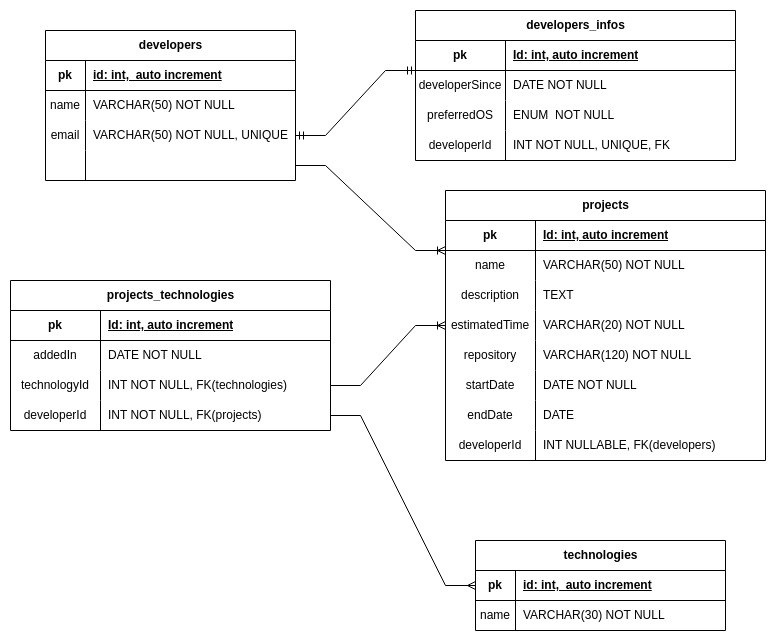 developers
pk id: int, auto increment
name VARCHAR(50) NOT NULL
email VARCHAR(50) NOT NULL, UNIQUE
developers_infos
pk Id: int, auto increment
developerSince DATE NOT NULL
preferredOS ENUM NOT NULL
developerId INT NOT NULL, UNIQUE, FK
projects
pk Id: int, auto increment
name VARCHAR(50) NOT NULL
description TEXT
estimatedTime VARCHAR(20) NOT NULL
repository VARCHAR(120) NOT NULL
startDate DATE NOT NULL
endDate DATE
developerId INT NULLABLE, FK(developers)
projects_technologies
pk Id: int, auto increment
addedIn DATE NOT NULL
technologyId INT NOT NULL, FK(technologies)
developerId INT NOT NULL, FK(projects)
technologies
pk id: int, auto increment
name VARCHAR(30) NOT NULL